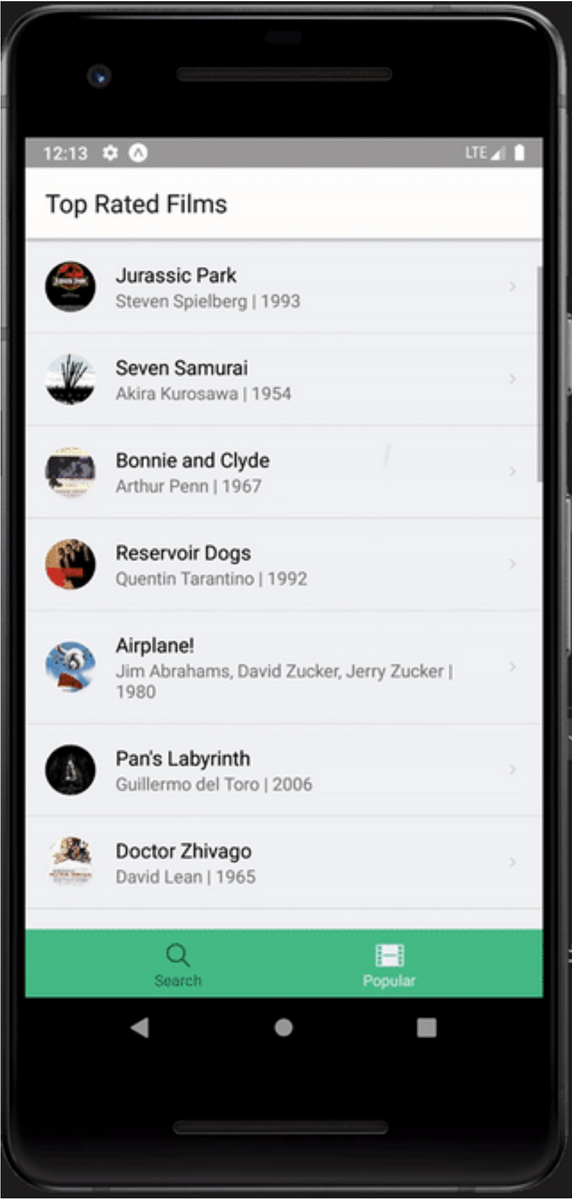 12:13 LTE
Top Rated Films
Jurassic Park
Steven Spielberg | 1993
Seven Samurai
Akira Kurosawa | 1954
Bonnie and Clyde
Arthur Penn | 1967
Reservoir Dogs
Quentin Tarantino | 1992
Airplane!
Jim Abrahams, David Zucker, Jerry Zucker |
1980
Pan's Labyrinth
Guillermo del Toro | 2006
Doctor Zhivago
David Lean | 1965
Search
Popular